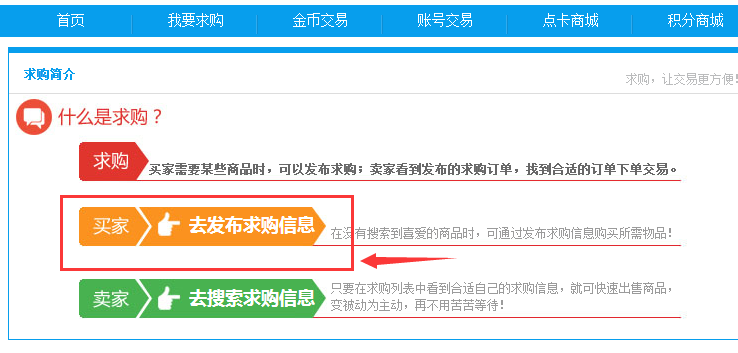 首页 我要求购 金币交易 账号交易 点卡商城 积分商城
求购简介
求购，让交易更方便!
什么是求购？
求购
买家需要某些商品时，可以发布求购；卖家看到发布的求购订单，找到合适的订单下单交易。
买家 去发布求购信息
在没有搜索到喜爱的商品时，可通过发布求购信息购买所需物品！
卖家 去搜索求购信息
只要在求购列表中看到合适自己的求购信息，就可快速出售商品，
变被动为主动，再不用苦苦等待！